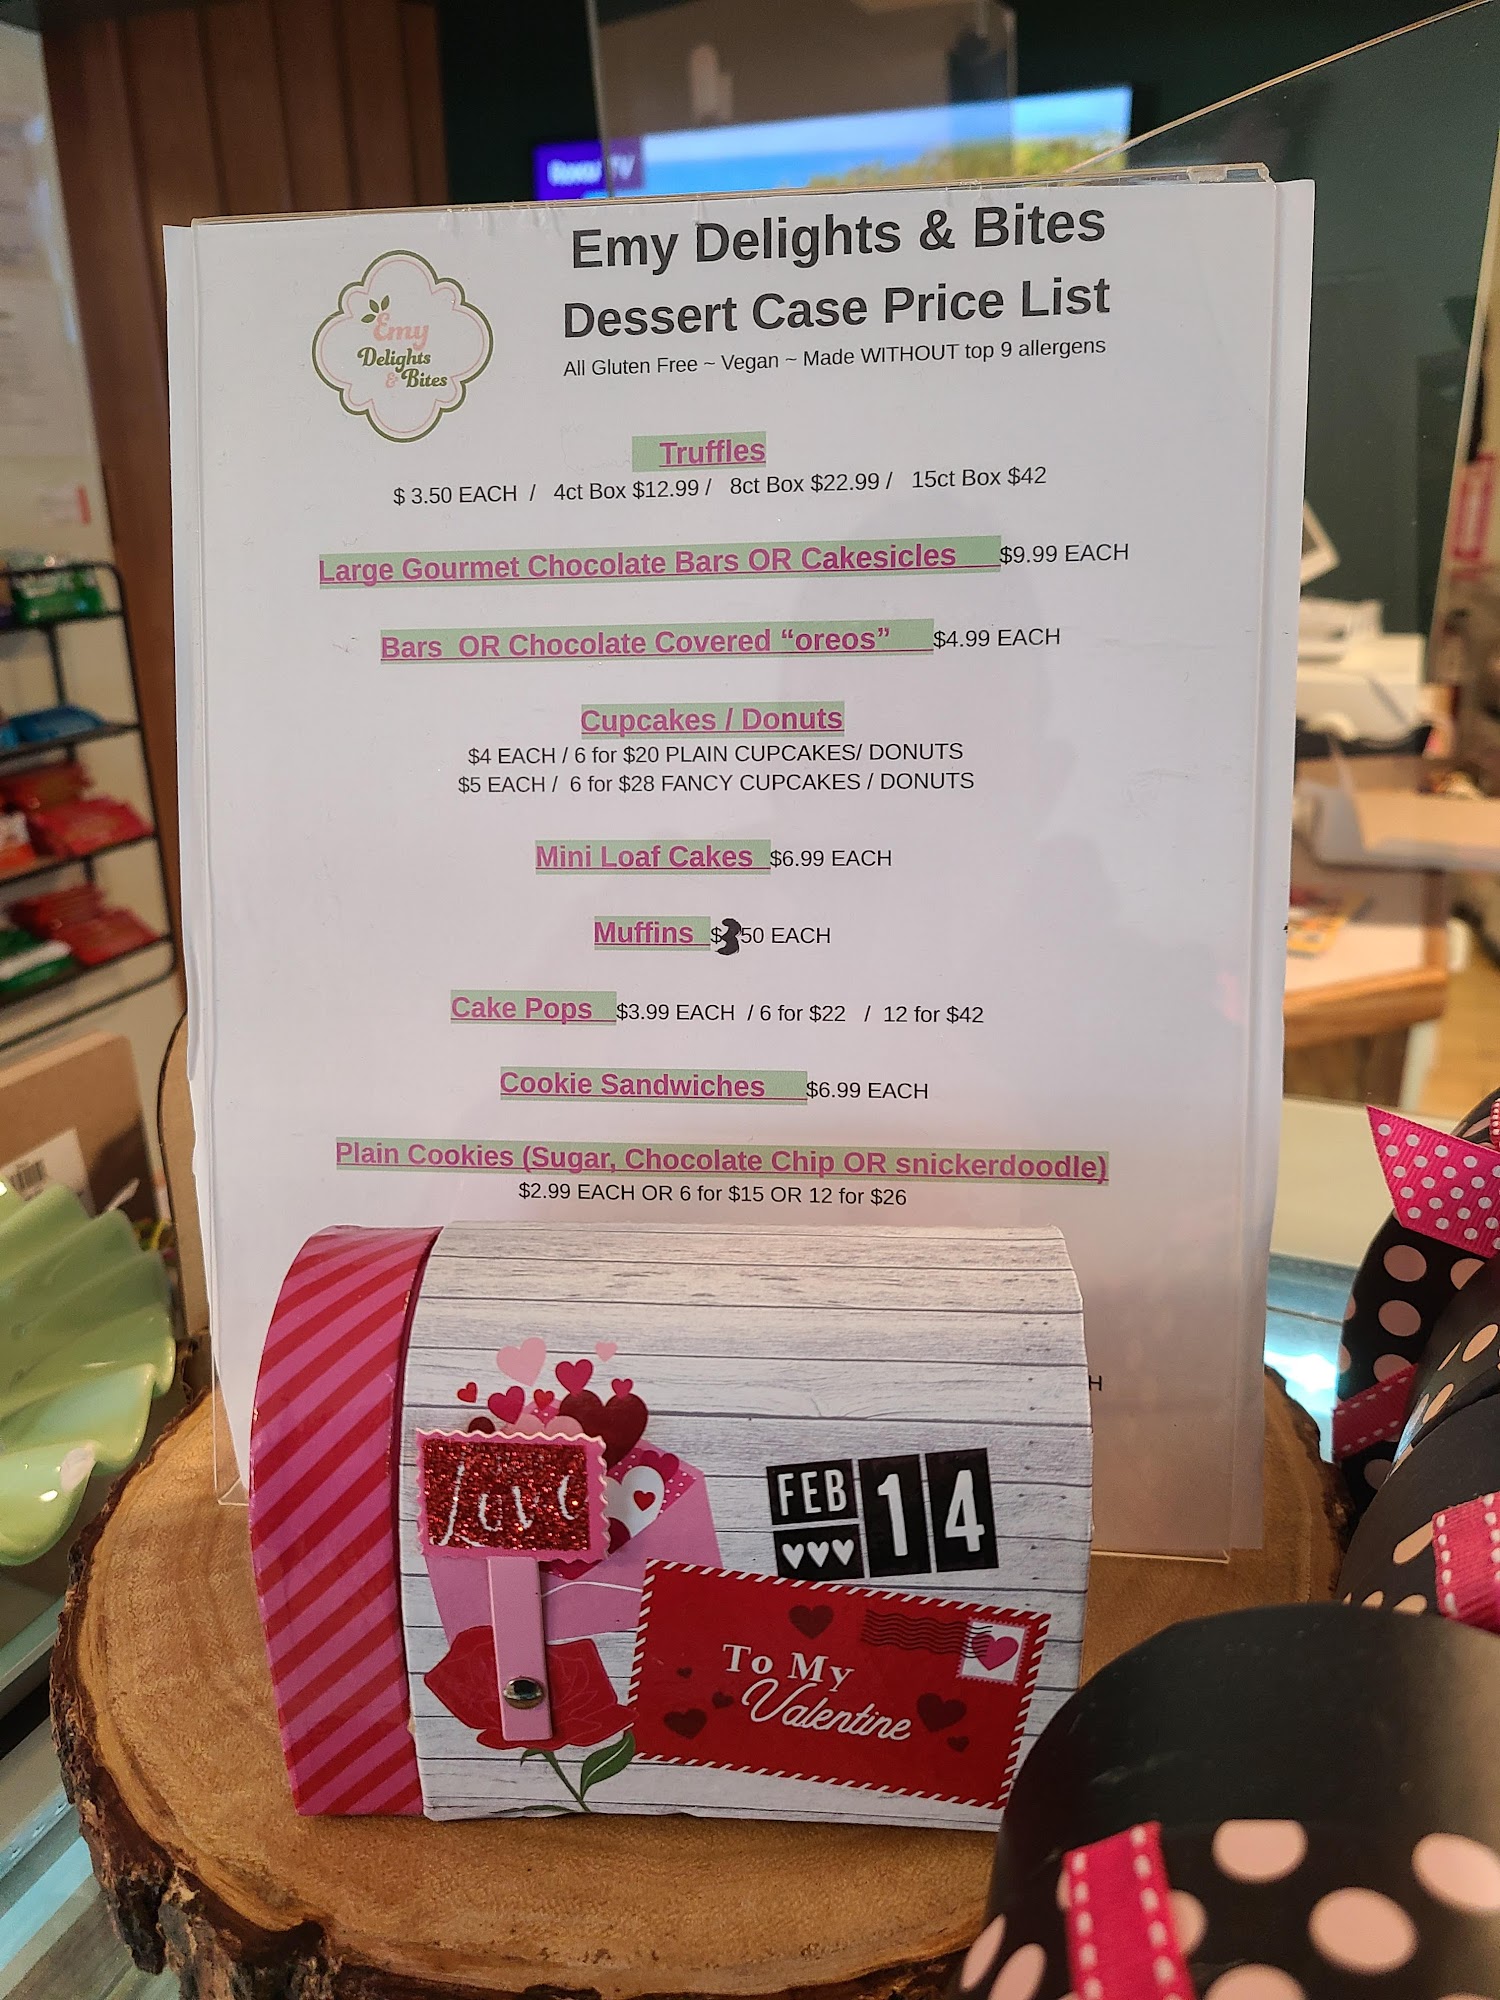 Roku TV
Emy Delights & Bites
Dessert Case Price List
All Gluten Free ~ Vegan ~ Made WITHOUT top 9 allergens
Emy
Delights
& Bites
Truffles
$ 3.50 EACH / 4ct Box $12.99 / 8ct Box $22.99 / 15ct Box $42
Large Gourmet Chocolate Bars OR Cakesicles $9.99 EACH
Bars OR Chocolate Covered “oreos” $4.99 EACH
Cupcakes / Donuts
$4 EACH / 6 for $20 PLAIN CUPCAKES/ DONUTS
$5 EACH / 6 for $28 FANCY CUPCAKES / DONUTS
Mini Loaf Cakes $6.99 EACH
Muffins $3.50 EACH
Cake Pops $3.99 EACH / 6 for $22 / 12 for $42
Cookie Sandwiches $6.99 EACH
Plain Cookies (Sugar, Chocolate Chip OR snickerdoodle)
$2.99 EACH OR 6 for $15 OR 12 for $26
H
Love
FEB 14
To My
Valentine